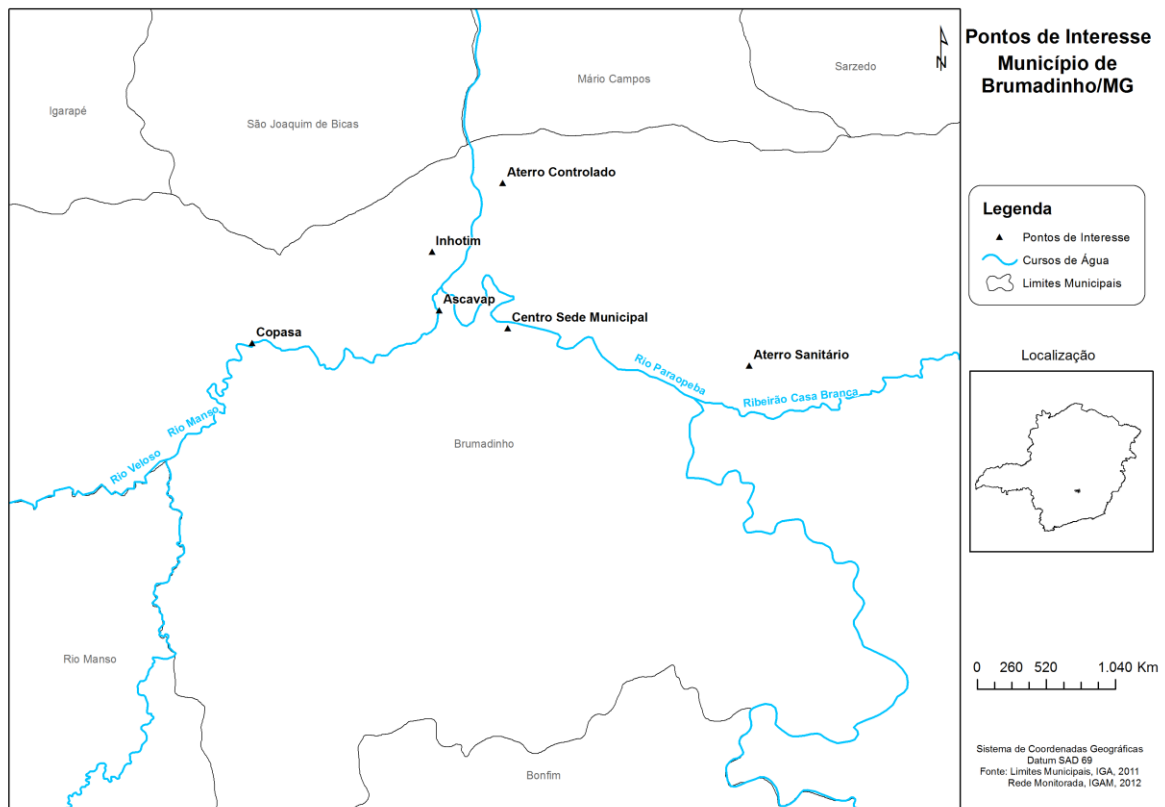 Pontos de Interesse
Município de
Brumadinho/MG
N
Sarzedo
Mário Campos
Igarapé
São Joaquim de Bicas
Aterro Controlado
Inhotim
Ascavap
Centro Sede Municipal
Copasa
Aterro Sanitário
Rio Paraopeba
Ribeirão Casa Branca
Rio Manso
Rio Veloso
Brumadinho
Rio Manso
Bonfim
Legenda
Pontos de Interesse
Cursos de Água
Limites Municipais
Localização
0 260 520 1.040 Km
Sistema de Coordenadas Geográficas
Datum SAD 69
Fonte: Limites Municipais, IGA, 2011
Rede Monitorada, IGAM, 2012